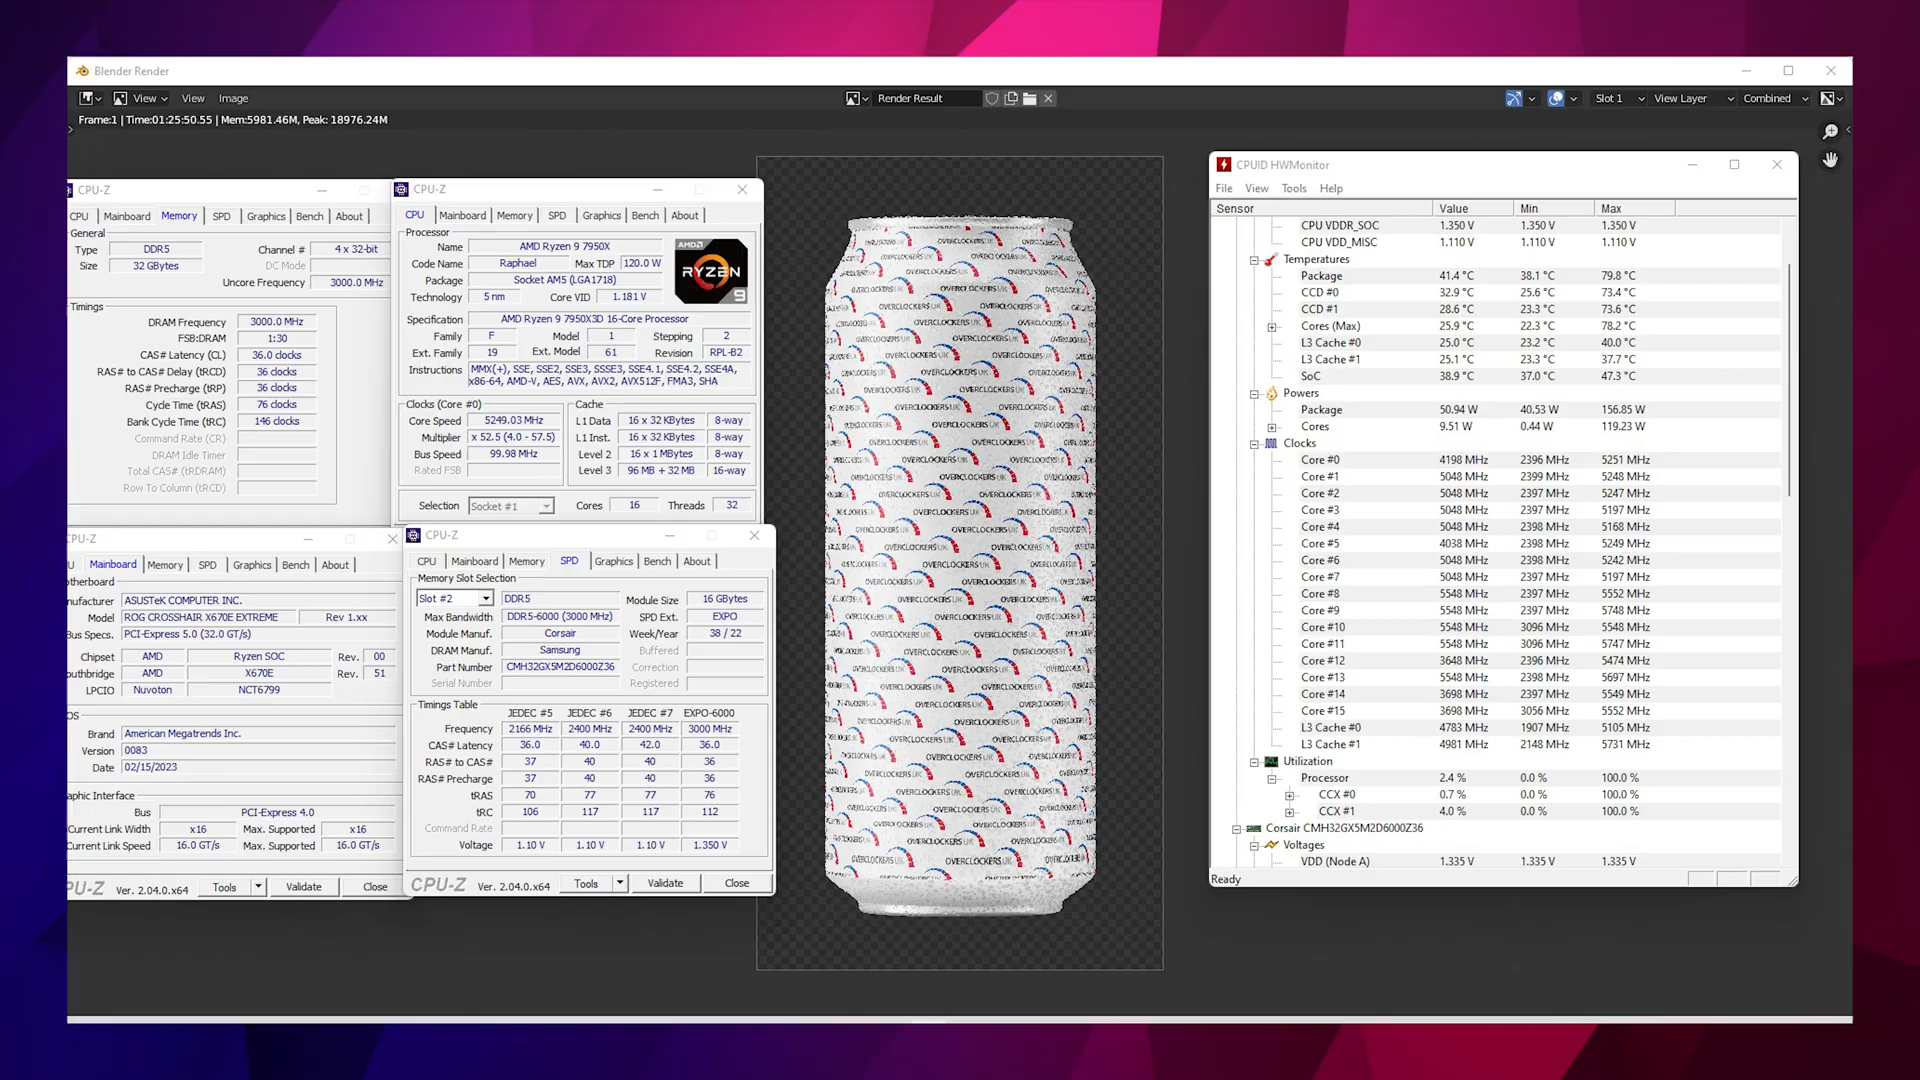 Blender Render
View View Image
Render Result
Slot 1 View Layer Combined
Frame:1 | Time:01:25:50.55 | Mem:5981.46M, Peak: 18976.24M
CPU-Z
CPU Mainboard Memory SPD Graphics Bench About
General
Type DDR5 Channel # 4 x 32-bit
Size 32 GBytes DC Mode
Uncore Frequency 3000.0 MHz
Timings
DRAM Frequency 3000.0 MHz
FSB:DRAM 1:30
CAS# Latency (CL) 36.0 clocks
RAS# to CAS# Delay (tRCD) 36 clocks
RAS# Precharge (tRP) 36 clocks
Cycle Time (tRAS) 76 clocks
Bank Cycle Time (tRC) 146 clocks
Command Rate (CR)
DRAM Idle Timer
Total CAS# (tRDRAM)
Row To Column (tRCD)
CPU-Z
CPU Mainboard Memory SPD Graphics Bench About
Processor
Name AMD Ryzen 9 7950X
Code Name Raphael Max TDP 120.0 W
Package Socket AM5 (LGA1718)
Technology 5 nm Core VID 1.181 V
AMD
RYZEN
9
Specification AMD Ryzen 9 7950X3D 16-Core Processor
Family F Model 1 Stepping 2
Ext. Family 19 Ext. Model 61 Revision RPL-B2
Instructions MMX(+), SSE, SSE2, SSE3, SSSE3, SSE4.1, SSE4.2, SSE4A,
x86-64, AMD-V, AES, AVX, AVX2, AVX512F, FMA3, SHA
Clocks (Core #0)
Core Speed 5249.03 MHz
Multiplier x 52.5 (4.0 - 57.5)
Bus Speed 99.98 MHz
Rated FSB
Cache
L1 Data 16 x 32 KBytes 8-way
L1 Inst. 16 x 32 KBytes 8-way
Level 2 16 x 1 MBytes 8-way
Level 3 96 MB + 32 MB 16-way
Selection Socket #1 Cores 16 Threads 32
CPU-Z
U Mainboard Memory SPD Graphics Bench About
otherboard
nufacturer ASUSTeK COMPUTER INC.
Model ROG CROSSHAIR X670E EXTREME Rev 1.xx
Bus Specs. PCI-Express 5.0 (32.0 GT/s)
Chipset AMD Ryzen SOC Rev. 00
uthbridge AMD X670E Rev. 51
LPCIO Nuvoton NCT6799
OS
Brand American Megatrends Inc.
Version 0083
Date 02/15/2023
aphic Interface
Bus PCI-Express 4.0
Current Link Width x16 Max. Supported x16
Current Link Speed 16.0 GT/s Max. Supported 16.0 GT/s
PU-Z Ver. 2.04.0.x64 Tools Validate Close
CPU-Z
CPU Mainboard Memory SPD Graphics Bench About
Memory Slot Selection
Slot #2 DDR5 Module Size 16 GBytes
Max Bandwidth DDR5-6000 (3000 MHz) SPD Ext. EXPO
Module Manuf. Corsair Week/Year 38 / 22
DRAM Manuf. Samsung Buffered
Part Number CMH32GX5M2D6000Z36 Correction
Serial Number Registered
Timings Table
JEDEC #5 JEDEC #6 JEDEC #7 EXPO-6000
Frequency 2166 MHz 2400 MHz 2400 MHz 3000 MHz
CAS# Latency 36.0 40.0 42.0 36.0
RAS# to CAS# 37 40 40 36
RAS# Precharge 37 40 40 36
tRAS 70 77 77 76
tRC 106 117 117 112
Command Rate
Voltage 1.10 V 1.10 V 1.10 V 1.350 V
CPU-Z Ver. 2.04.0.x64 Tools Validate Close
OVERCLOCKERS UK
CPUID HWMonitor
File View Tools Help
Sensor Value Min Max
CPU VDDR_SOC 1.350 V 1.350 V 1.350 V
CPU VDD_MISC 1.110 V 1.110 V 1.110 V
Temperatures
Package 41.4 °C 38.1 °C 79.8 °C
CCD #0 32.9 °C 25.6 °C 73.4 °C
CCD #1 28.6 °C 23.3 °C 73.6 °C
Cores (Max) 25.9 °C 22.3 °C 78.2 °C
L3 Cache #0 25.0 °C 23.2 °C 40.0 °C
L3 Cache #1 25.1 °C 23.3 °C 37.7 °C
SoC 38.9 °C 37.0 °C 47.3 °C
Powers
Package 50.94 W 40.53 W 156.85 W
Cores 9.51 W 0.44 W 119.23 W
Clocks
Core #0 4198 MHz 2396 MHz 5251 MHz
Core #1 5048 MHz 2399 MHz 5248 MHz
Core #2 5048 MHz 2397 MHz 5247 MHz
Core #3 5048 MHz 2397 MHz 5197 MHz
Core #4 5048 MHz 2398 MHz 5168 MHz
Core #5 4038 MHz 2398 MHz 5249 MHz
Core #6 5048 MHz 2398 MHz 5242 MHz
Core #7 5048 MHz 2397 MHz 5197 MHz
Core #8 5548 MHz 2398 MHz 5552 MHz
Core #9 5548 MHz 2398 MHz 5748 MHz
Core #10 5548 MHz 3096 MHz 5548 MHz
Core #11 5548 MHz 3096 MHz 5747 MHz
Core #12 3648 MHz 2396 MHz 5474 MHz
Core #13 5548 MHz 2398 MHz 5697 MHz
Core #14 3698 MHz 2397 MHz 5549 MHz
Core #15 3698 MHz 3056 MHz 5552 MHz
L3 Cache #0 4783 MHz 1907 MHz 5105 MHz
L3 Cache #1 4981 MHz 2148 MHz 5731 MHz
Utilization
Processor 2.4 % 0.0 % 100.0 %
CCX #0 0.7 % 0.0 % 100.0 %
CCX #1 4.0 % 0.0 % 100.0 %
Corsair CMH32GX5M2D6000Z36
Voltages
VDD (Node A) 1.335 V 1.335 V 1.335 V
Ready